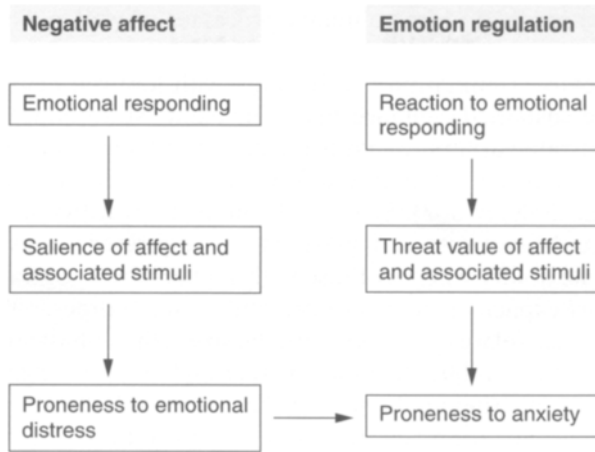 Negative affect
Emotion regulation
Emotional responding
Reaction to emotional
responding
Salience of affect and
associated stimuli
Threat value of affect
and associated stimuli
Proneness to emotional
distress
Proneness to anxiety